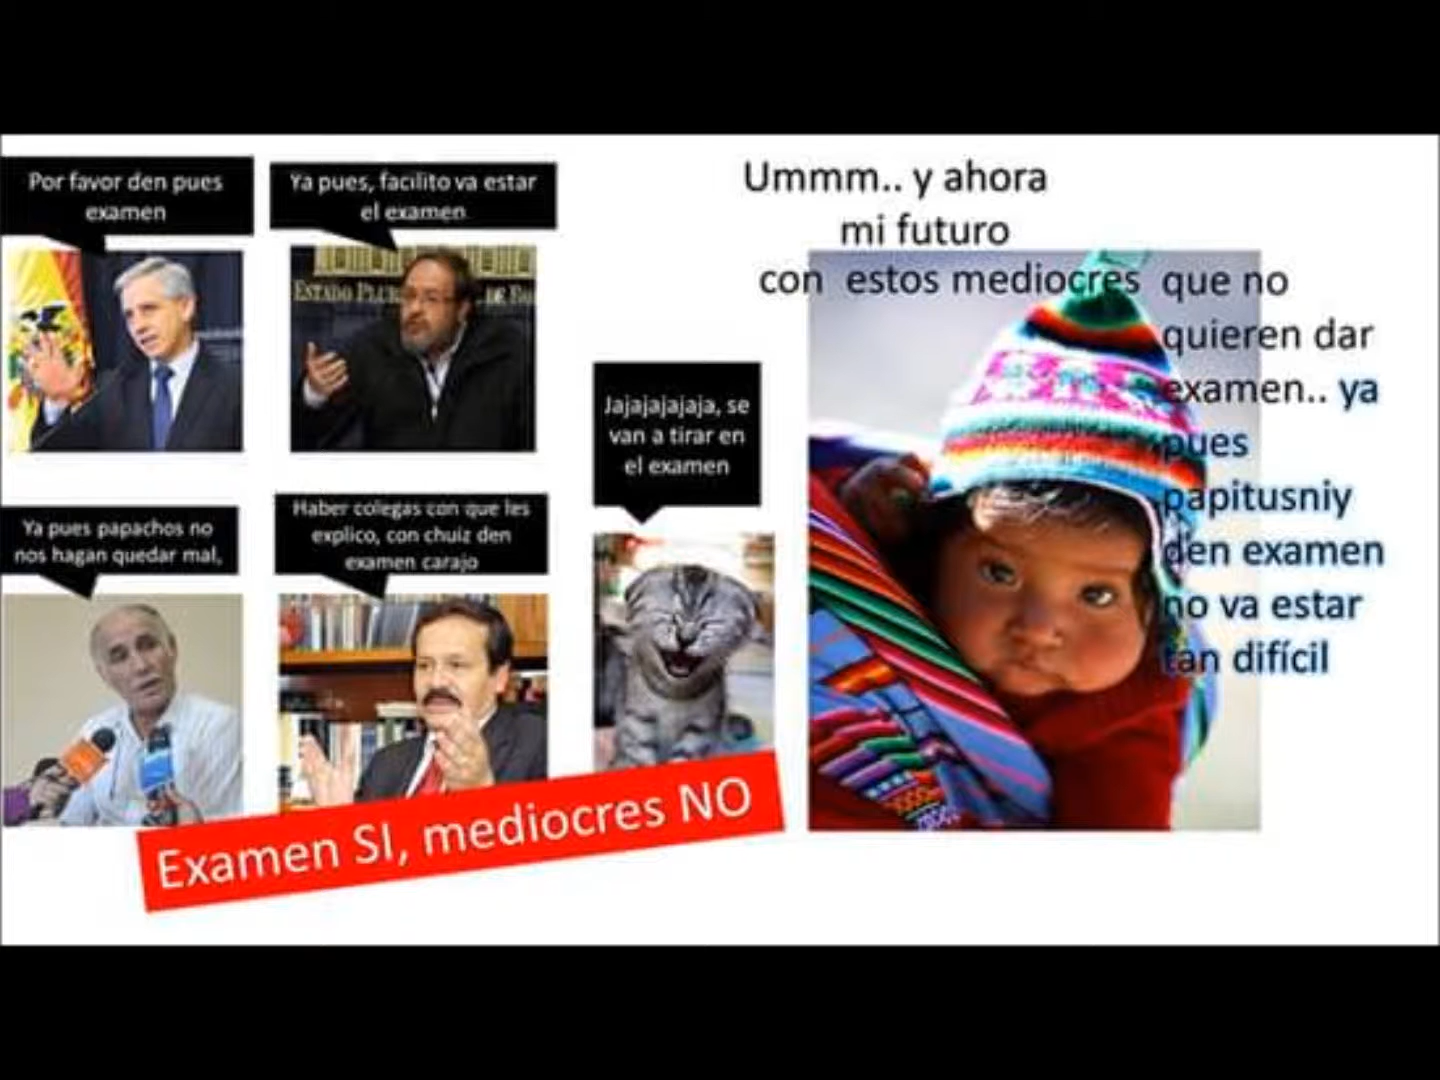 Por favor den pues
examen
Ya pues, facilito va estar
el examen
ESTADO PLUR DE BO
Ya pues papachos no
nos hagan quedar mal,
Haber colegas con que les
explico, con chuiz den
examen carajo
Jajajajajaja, se
van a tirar en
el examen
Examen SI, mediocres NO
Ummm.. y ahora
mi futuro
con estos mediocres que no
quieren dar
examen.. ya
pues
papitusniy
den examen
no va estar
tan difícil